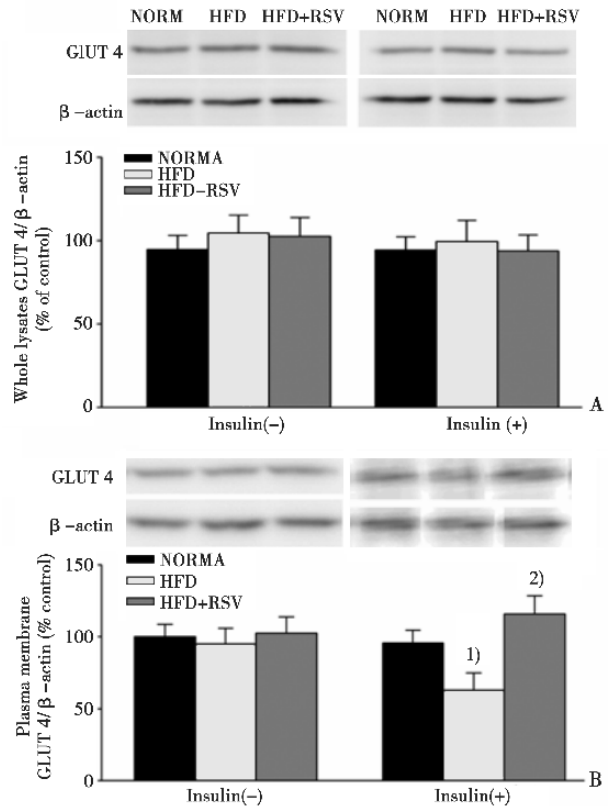 NORM HFD HFD+RSV NORM HFD HFD+RSV
GlUT 4
β-actin
Whole lysates GLUT 4/β-actin
(% of control)
150
100
50
0
NORMA
HFD
HFD-RSV
Insulin(-) Insulin (+)
A
GLUT 4
β-actin
Plasma membrane
GLUT 4/β-actin (% control)
150
100
50
0
NORMA
HFD
HFD+RSV
1)
2)
Insulin(-) Insulin(+)
B